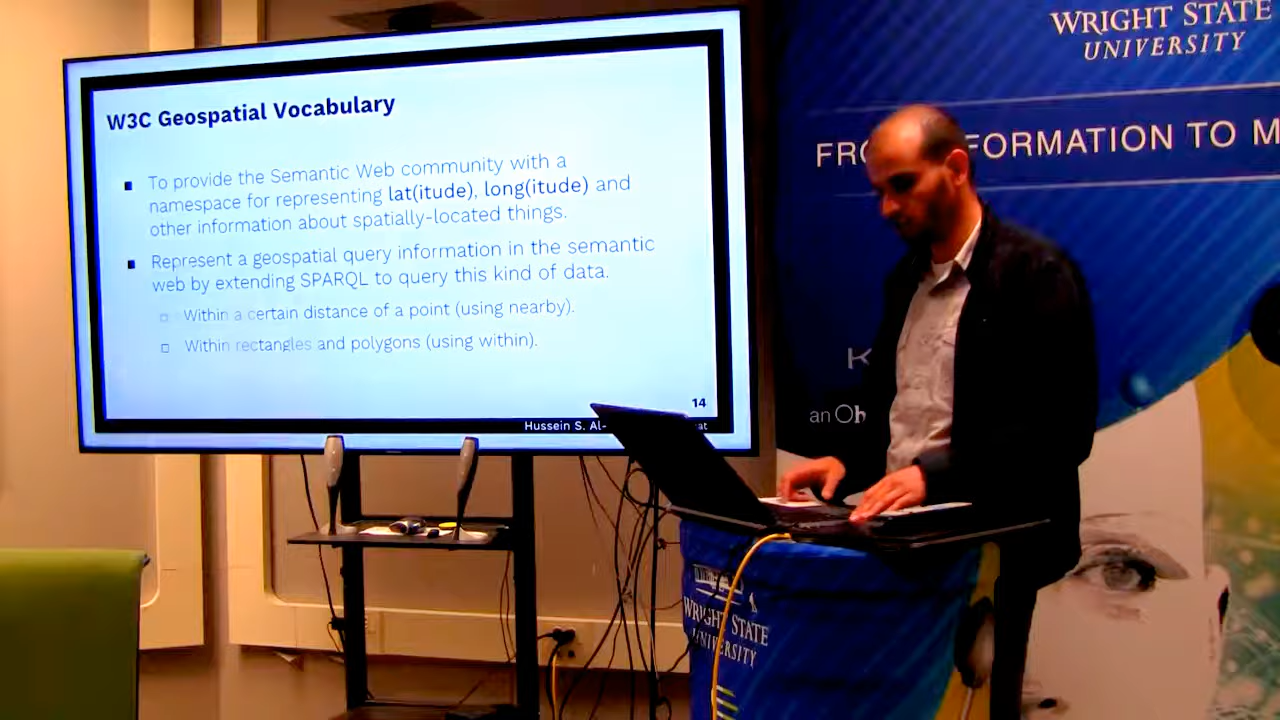 W3C Geospatial Vocabulary
To provide the Semantic Web community with a
namespace for representing lat(itude), long(itude) and
other information about spatially-located things.
Represent a geospatial query information in the semantic
web by extending SPARQL to query this kind of data.
Within a certain distance of a point (using nearby).
Within rectangles and polygons (using within).
14
Hussein S. Al-
WRIGHT STATE
UNIVERSITY
FRO FORMATION TO M
K
an Oh
WRIGHT STATE
UNIVERSITY